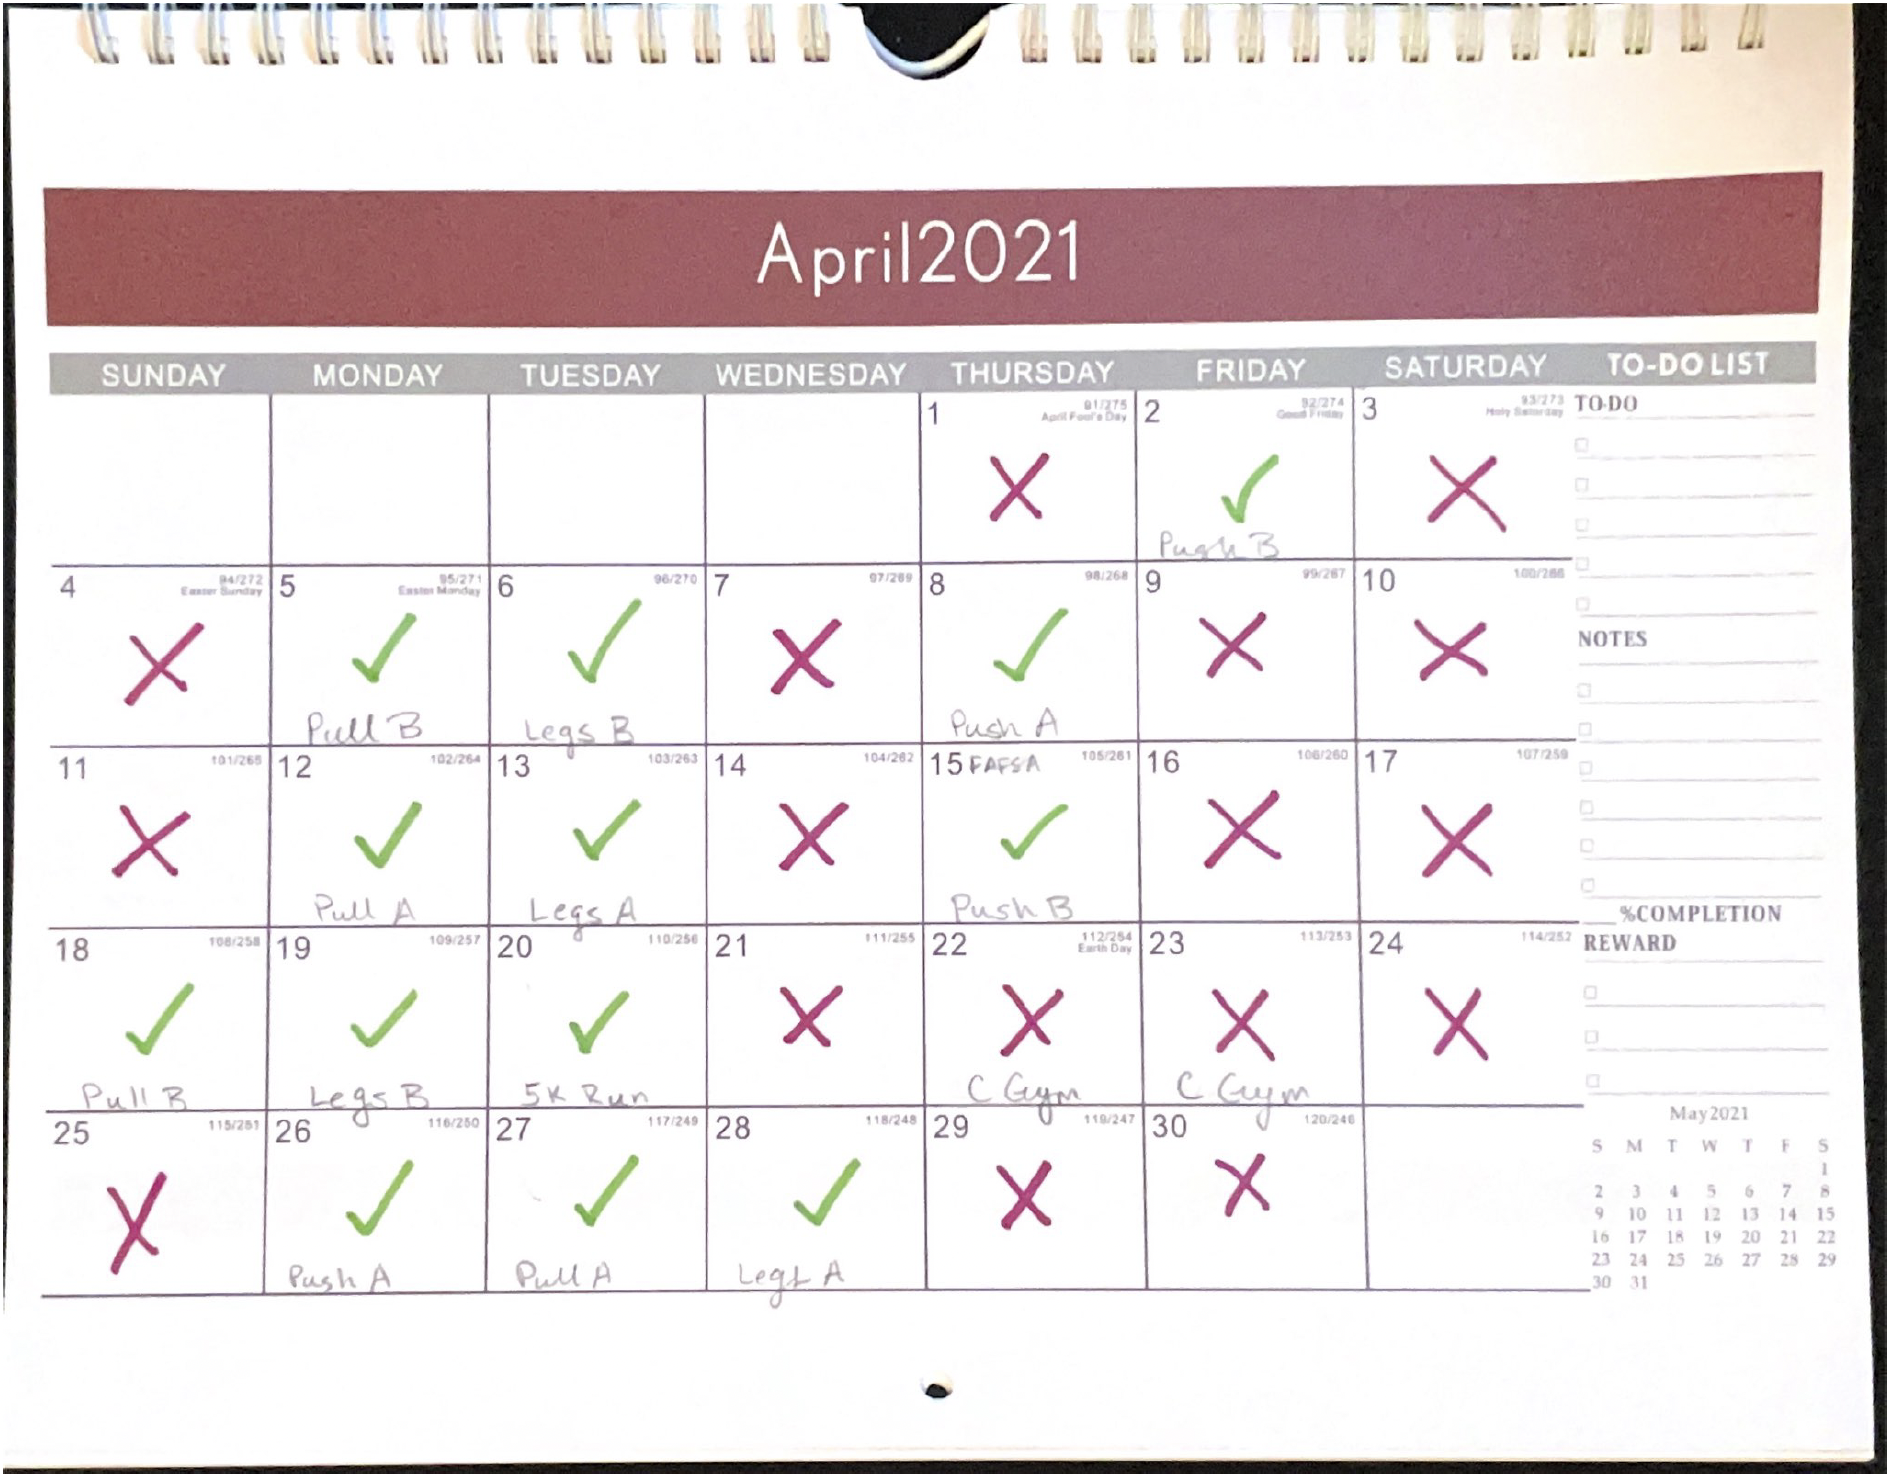 April2021
SUNDAY MONDAY TUESDAY WEDNESDAY THURSDAY FRIDAY SATURDAY TO-DO LIST
1 91/275 2 92/274 3 93/273 TO-DO
April Fool's Day Good Friday Holy Saturday
Push B
4 94/272 5 95/271 6 96/270 7 97/269 8 98/268 9 99/267 10 100/266
Easter Sunday Easter Monday
NOTES
Pull B Legs B Push A
11 101/265 12 102/264 13 103/263 14 104/262 15 FAFSA 105/261 16 106/260 17 107/259
Pull A Legs A Push B
%COMPLETION
18 108/258 19 109/257 20 110/256 21 111/255 22 112/254 23 113/253 24 114/252 REWARD
Earth Day
Pull B Legs B 5K Run C Gym C Gym
25 115/251 26 116/250 27 117/249 28 118/248 29 119/247 30 120/246
Push A Pull A Legs A
May2021
S M T W T F S
1
2 3 4 5 6 7 8
9 10 11 12 13 14 15
16 17 18 19 20 21 22
23 24 25 26 27 28 29
30 31